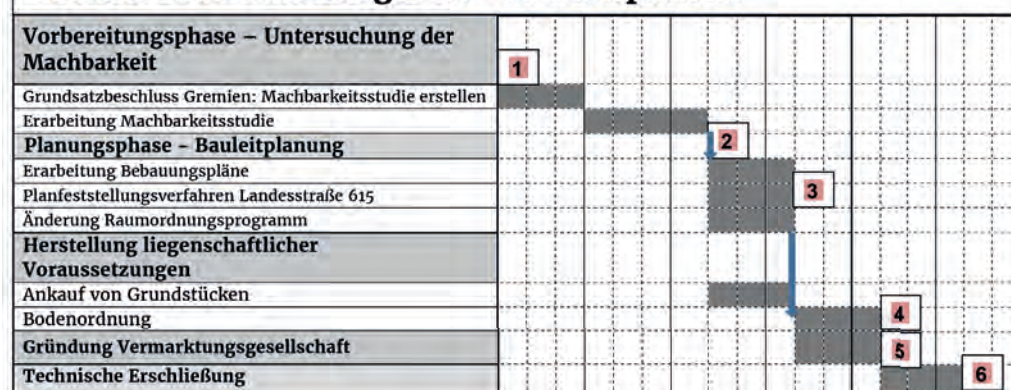 Vorbereitungsphase – Untersuchung der
Machbarkeit
1
Grundsatzbeschluss Gremien: Machbarkeitsstudie erstellen
Erarbeitung Machbarkeitsstudie
Planungsphase – Bauleitplanung
2
Erarbeitung Bebauungspläne
Planfeststellungsverfahren Landesstraße 615
3
Änderung Raumordnungsprogramm
Herstellung liegenschaftlicher
Voraussetzungen
Ankauf von Grundstücken
Bodenordnung
4
Gründung Vermarktungsgesellschaft
5
Technische Erschließung
6